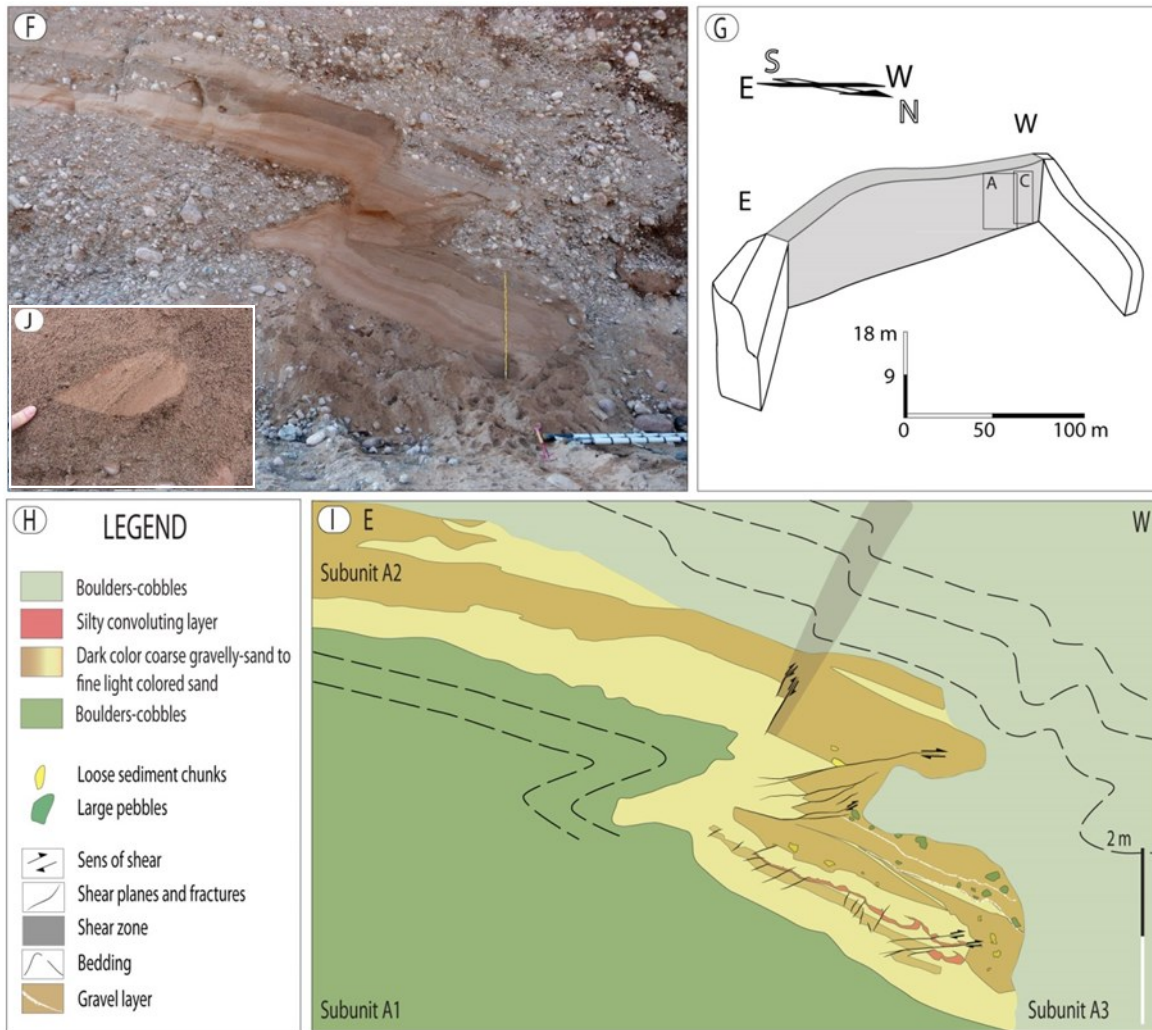 F
J
G
S
E
W
N
W
E
A
C
18 m
9
0
50
100 m
H
LEGEND
Boulders-cobbles
Silty convoluting layer
Dark color coarse gravelly-sand to
fine light colored sand
Boulders-cobbles
Loose sediment chunks
Large pebbles
Sens of shear
Shear planes and fractures
Shear zone
Bedding
Gravel layer
I
E
W
Subunit A2
2 m
Subunit A1
Subunit A3